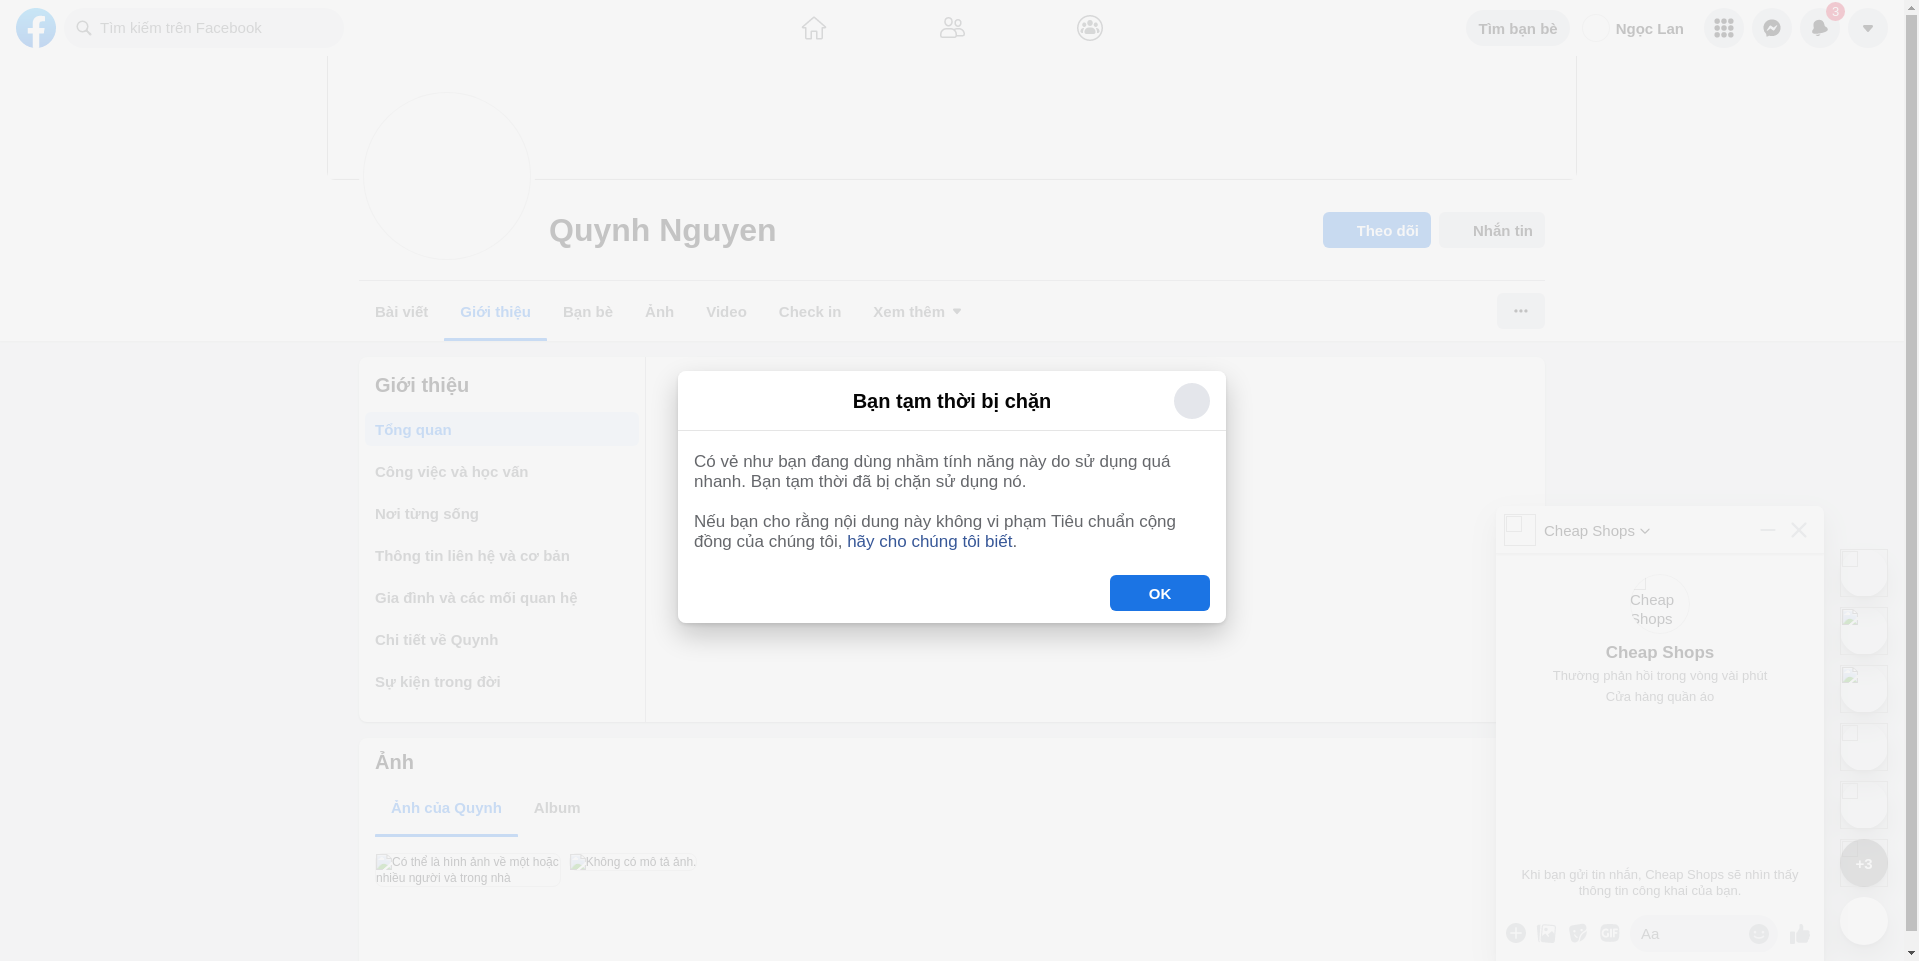 Tìm kiếm trên Facebook
Tìm bạn bè
Ngọc Lan
3
Quynh Nguyen
Theo dõi
Nhắn tin
Bài viết
Giới thiệu
Bạn bè
Ảnh
Video
Check in
Xem thêm
Giới thiệu
Tổng quan
Công việc và học vấn
Nơi từng sống
Thông tin liên hệ và cơ bản
Gia đình và các mối quan hệ
Chi tiết về Quynh
Sự kiện trong đời
Bạn tạm thời bị chặn
Có vẻ như bạn đang dùng nhầm tính năng này do sử dụng quá
nhanh. Bạn tạm thời đã bị chặn sử dụng nó.
Nếu bạn cho rằng nội dung này không vi phạm Tiêu chuẩn cộng
đồng của chúng tôi, hãy cho chúng tôi biết.
OK
Ảnh
Ảnh của Quynh
Album
Có thể là hình ảnh về một hoặc
nhiều người và trong nhà
Không có mô tả ảnh.
Cheap Shops
Cheap
Shops
Cheap Shops
Thường phản hồi trong vòng vài phút
Cửa hàng quần áo
Khi bạn gửi tin nhắn, Cheap Shops sẽ nhìn thấy
thông tin công khai của bạn.
GIF
Aa
+3